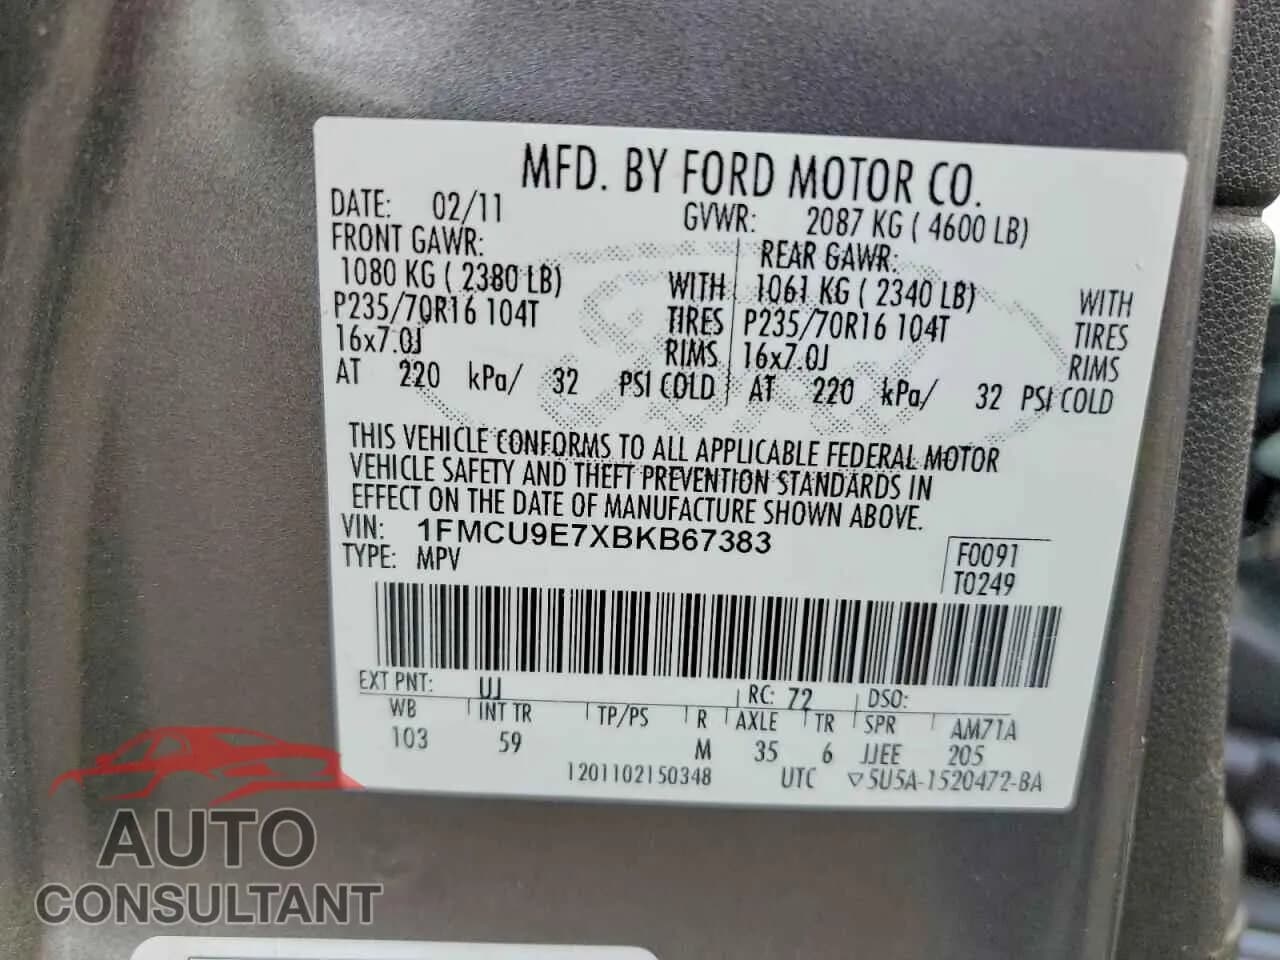 MFD. BY FORD MOTOR CO.
DATE: 02/11 GVWR: 2087 KG ( 4600 LB)
FRONT GAWR: REAR GAWR:
1080 KG ( 2380 LB) WITH 1061 KG ( 2340 LB) WITH
P235/70R16 104T TIRES P235/70R16 104T TIRES
16x7.0J RIMS 16x7.0J RIMS
AT 220 kPa/ 32 PSI COLD AT 220 kPa/ 32 PSI COLD
THIS VEHICLE CONFORMS TO ALL APPLICABLE FEDERAL MOTOR
VEHICLE SAFETY AND THEFT PREVENTION STANDARDS IN
EFFECT ON THE DATE OF MANUFACTURE SHOWN ABOVE.
VIN: 1FMCU9E7XBKB67383
TYPE: MPV
F0091
T0249
EXT PNT: UJ RC: 72 DSO:
WB INT TR TP/PS R AXLE TR SPR AM71A
103 59 M 35 6 JJEE 205
1201102150348 UTC ▽5U5A-1520472-BA
AUTO
CONSULTANT